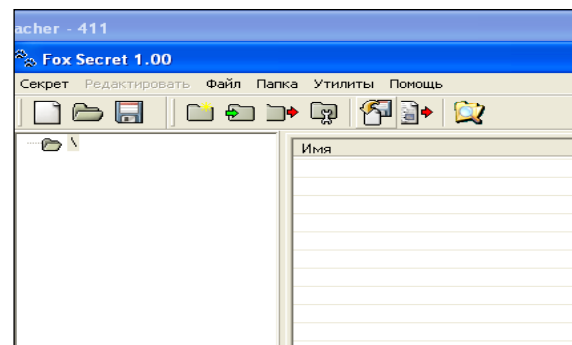 acher - 411
Fox Secret 1.00
Секрет Редактировать Файл Папка Утилиты Помощь
\
Имя